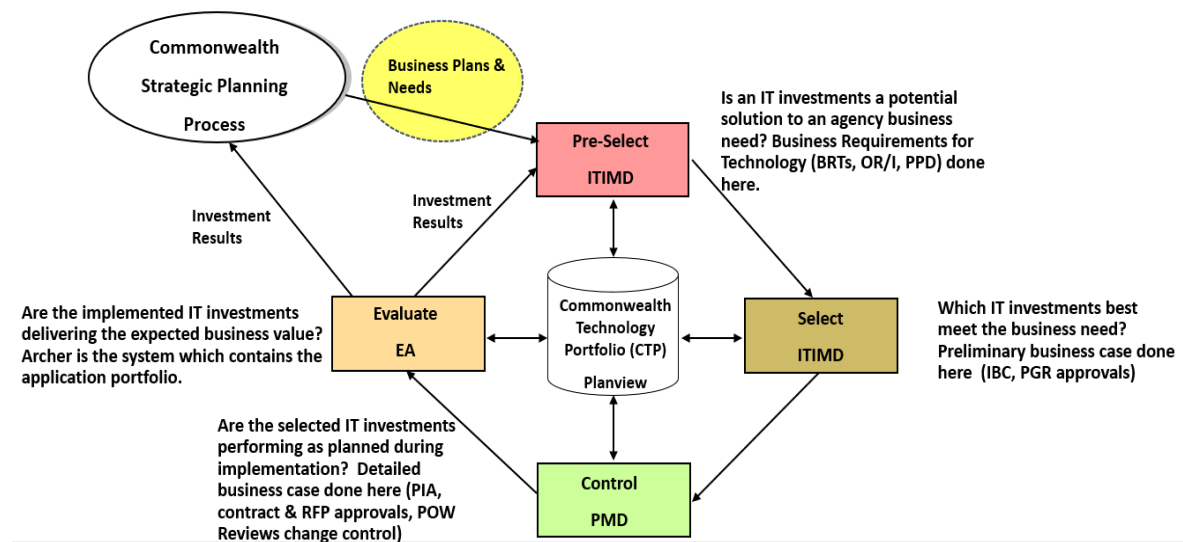 Commonwealth
Strategic Planning
Process
Business Plans &
Needs
Is an IT investments a potential
solution to an agency business
need? Business Requirements for
Technology (BRTs, OR/I, PPD) done
here.
Pre-Select
ITIMD
Investment
Results
Investment
Results
Are the implemented IT investments
delivering the expected business value?
Archer is the system which contains the
application portfolio.
Evaluate
EA
Commonwealth
Technology
Portfolio (CTP)
Planview
Select
ITIMD
Which IT investments best
meet the business need?
Preliminary business case done
here (IBC, PGR approvals)
Are the selected IT investments
performing as planned during
implementation? Detailed
business case done here (PIA,
contract & RFP approvals, POW
Reviews change control)
Control
PMD